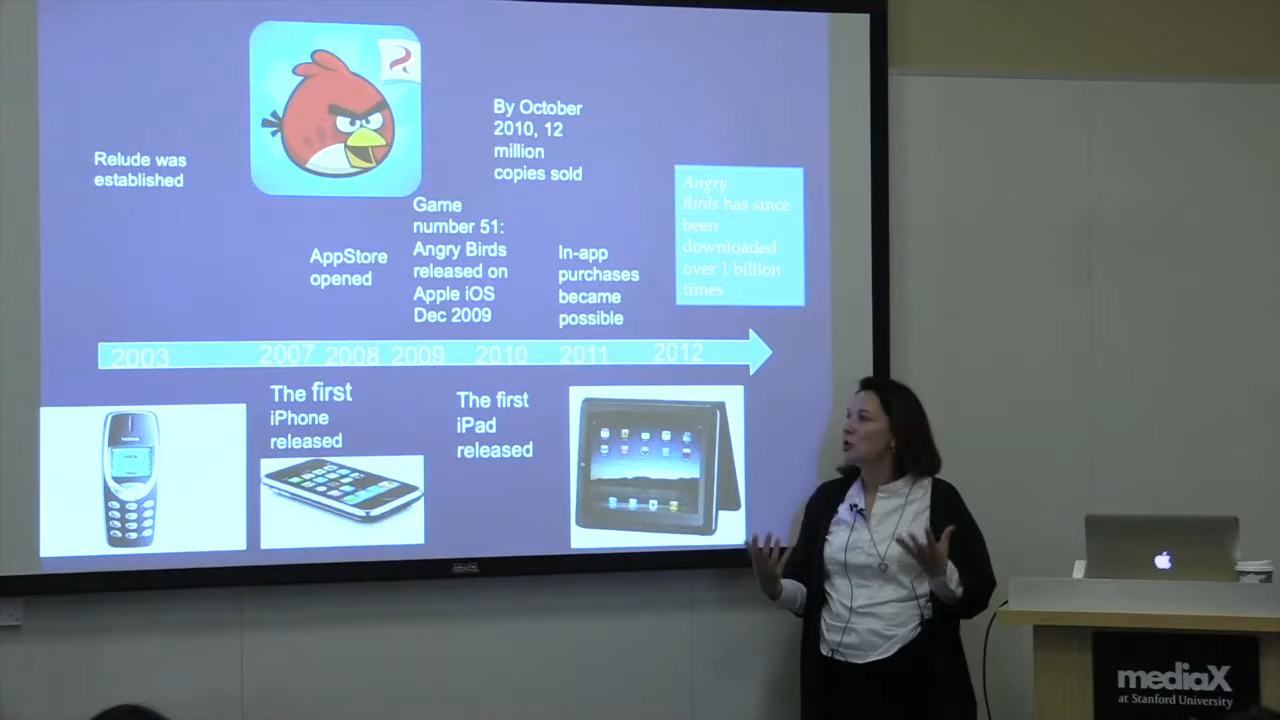 Relude was
established
AppStore
opened
Game
number 51:
Angry Birds
released on
Apple iOS
Dec 2009
By October
2010, 12
million
copies sold
In-app
purchases
became
possible
Angry
Birds has since
been
downloaded
over 1 billion
times
2003 2007 2008 2009 2010 2011 2012
The first
iPhone
released
The first
iPad
released
NOKIA
mediaX
at Stanford University